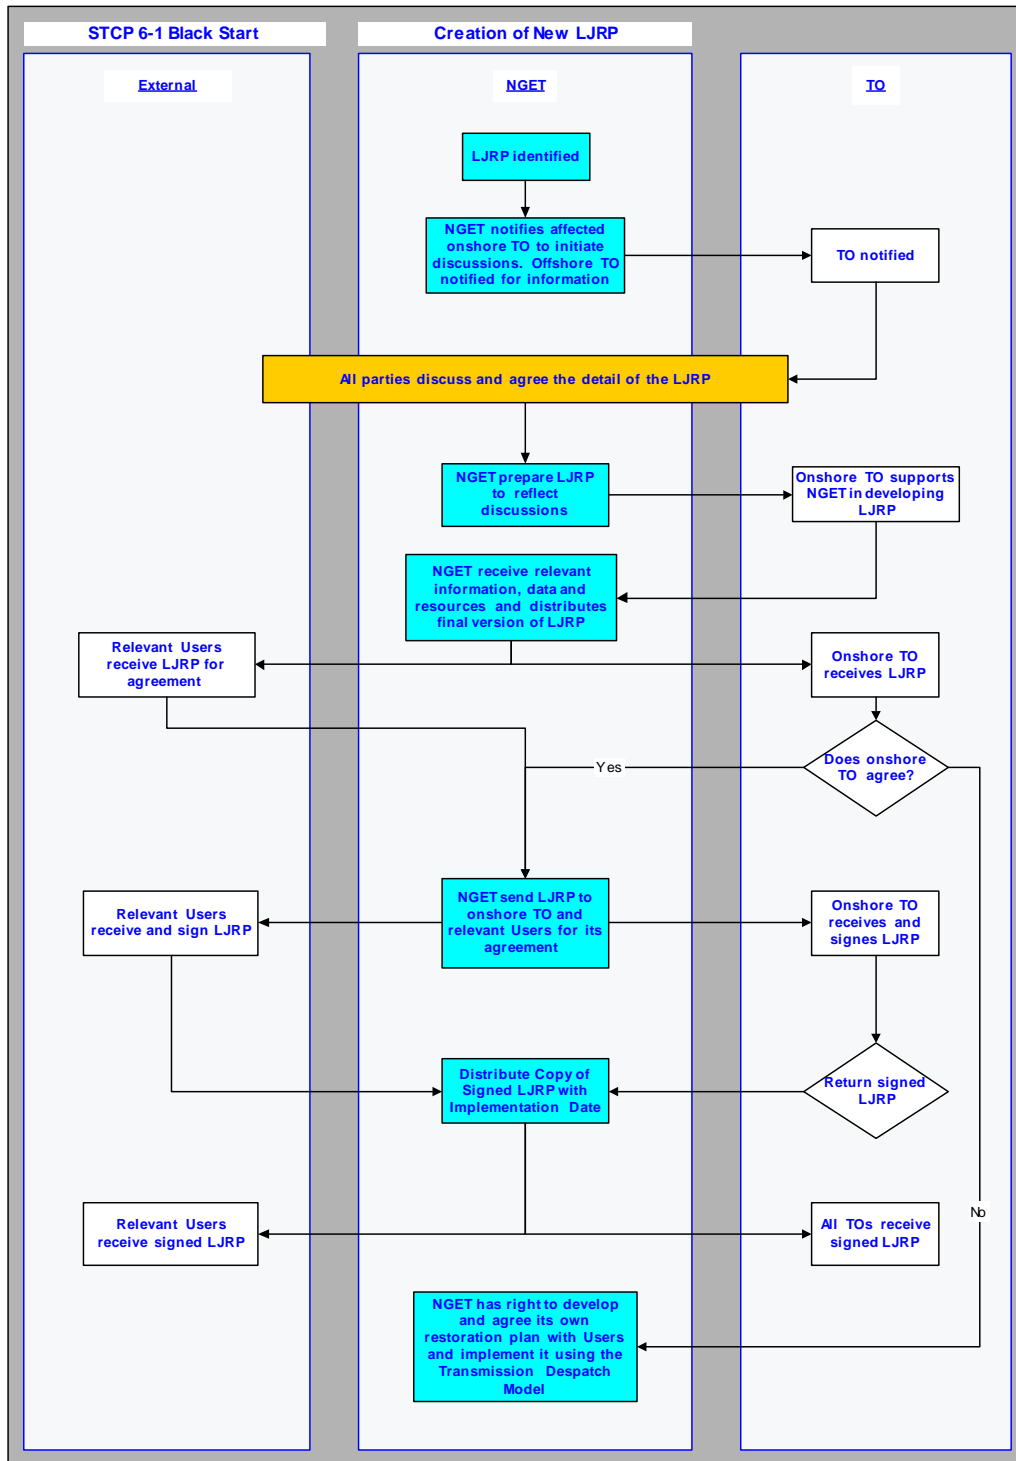 STCP 6-1 Black Start
Creation of New LJRP
External
NGET
TO
LJRP identified
NGET notifies affected
onshore TO to initiate
discussions. Offshore TO
notified for information
TO notified
All parties discuss and agree the detail of the LJRP
NGET prepare LJRP
to reflect
discussions
Onshore TO supports
NGET in developing
LJRP
NGET receive relevant
information, data and
resources and distributes
final version of LJRP
Relevant Users
receive LJRP for
agreement
Onshore TO
receives LJRP
Does onshore
TO agree?
Yes
NGET send LJRP to
onshore TO and
relevant Users for its
agreement
Relevant Users
receive and sign LJRP
Onshore TO
receives and
signes LJRP
Distribute Copy of
Signed LJRP with
Implementation Date
Return signed
LJRP
No
Relevant Users
receive signed LJRP
All TOs receive
signed LJRP
NGET has right to develop
and agree its own
restoration plan with Users
and implement it using the
Transmission Despatch
Model